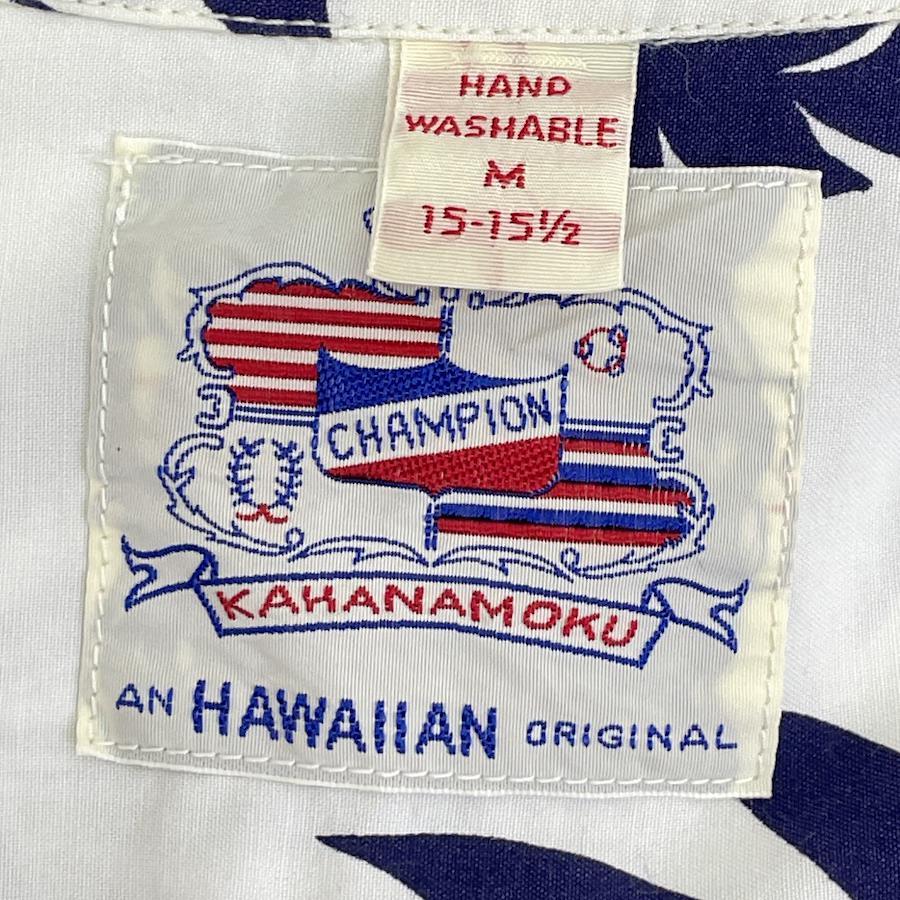 HAND
WASHABLE
M
15-15½
CHAMPION
KAHANAMOKU
AN HAWAIIAN ORIGINAL